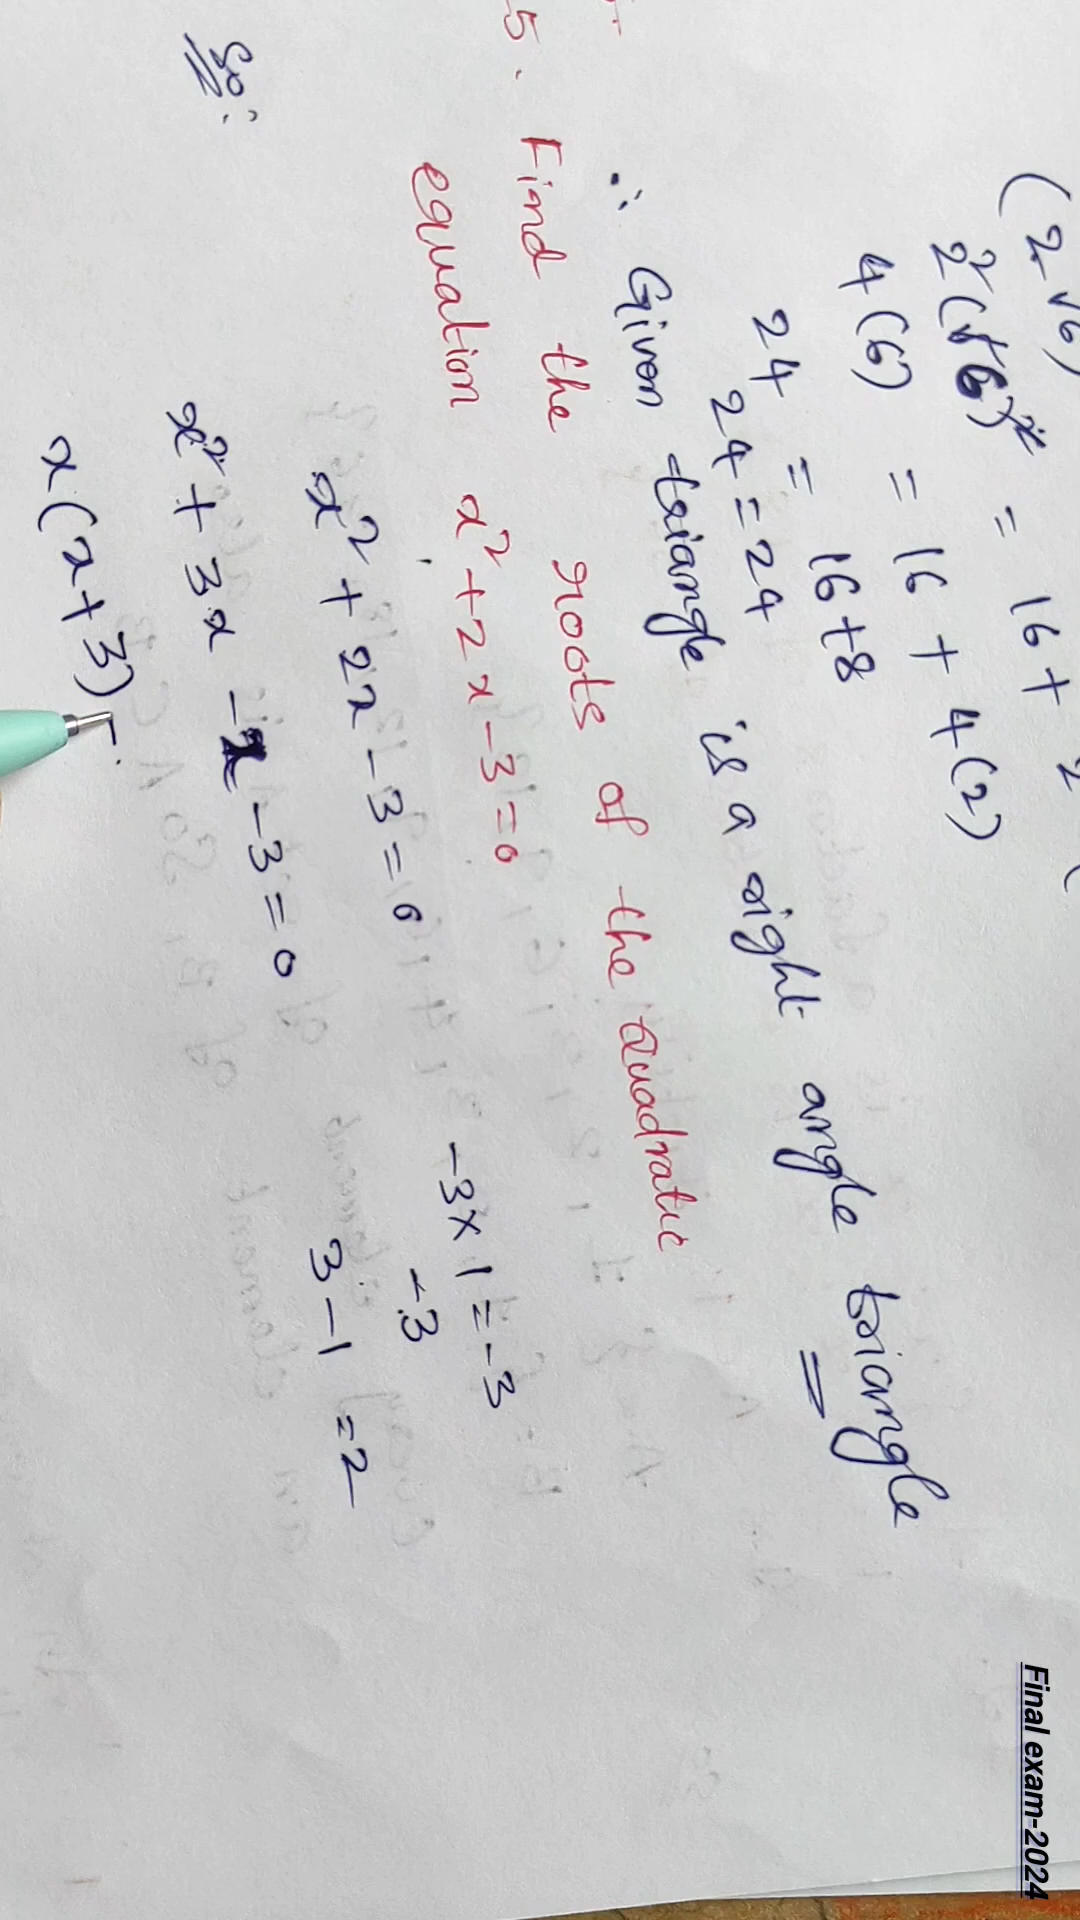 (2√6)
2²(√6)² = 16 +
4(6) = 16 + 4(2)
24 = 16+8
24 = 24
∴ Given triangle is a right angle triangle
5. Find the roots of the quadratic
equation x²+2x-3=0
So:
x² + 2x - 3 = 0
-3×1=-3
-3
3-1=2
x² + 3x - x - 3 = 0
x(x+3) -
Final exam-2024